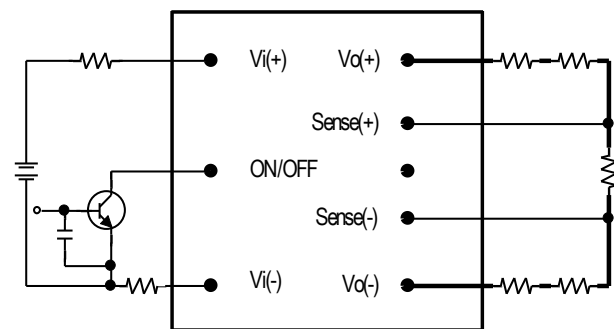 Vi(+) Vo(+)
Sense(+)
ON/OFF
Sense(-)
Vi(-) Vo(-)